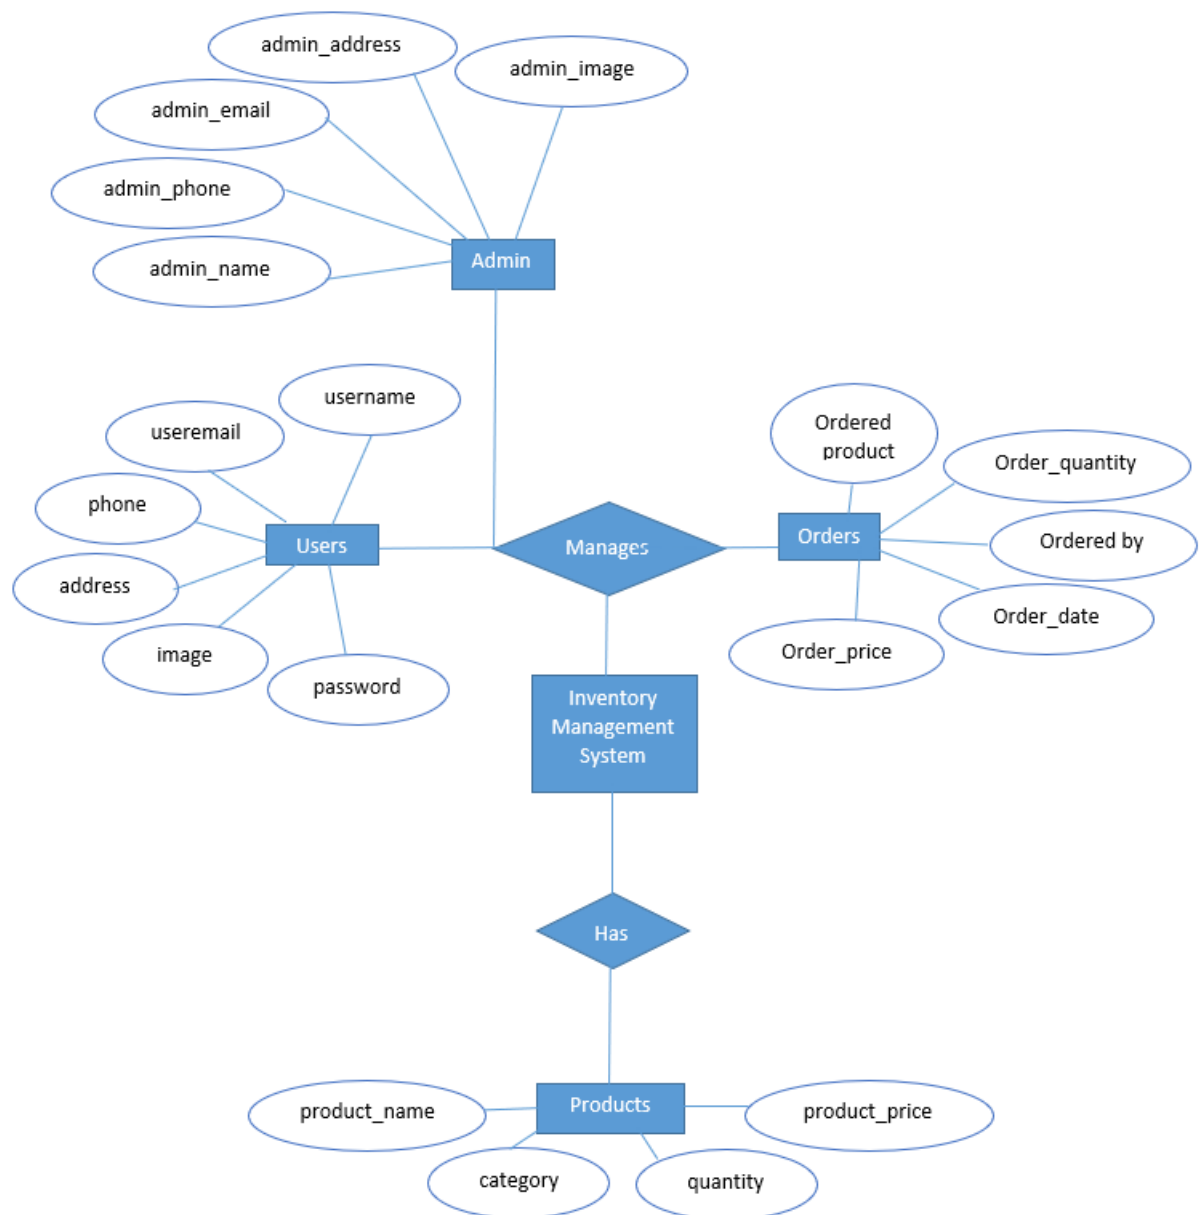 admin_address
admin_image
admin_email
admin_phone
admin_name
Admin
username
useremail
phone
address
image
password
Users
Manages
Ordered
product
Order_quantity
Ordered by
Order_date
Order_price
Orders
Inventory
Management
System
Has
Products
product_name
product_price
category
quantity